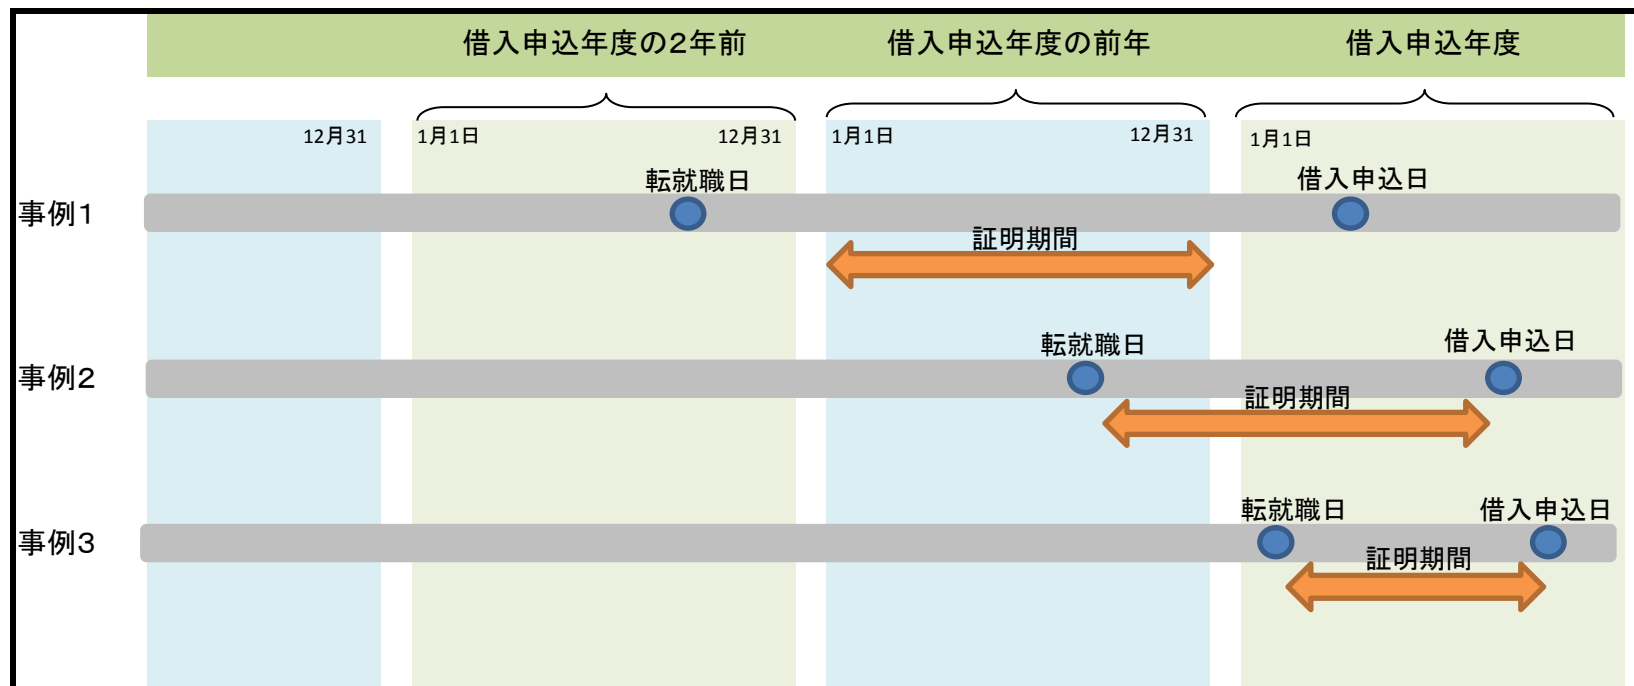 借入申込年度の2年前 借入申込年度の前年 借入申込年度
12月31 1月1日 12月31 1月1日 12月31 1月1日
転就職日 借入申込日
事例1
証明期間
転就職日 借入申込日
事例2
証明期間
転就職日 借入申込日
事例3
証明期間